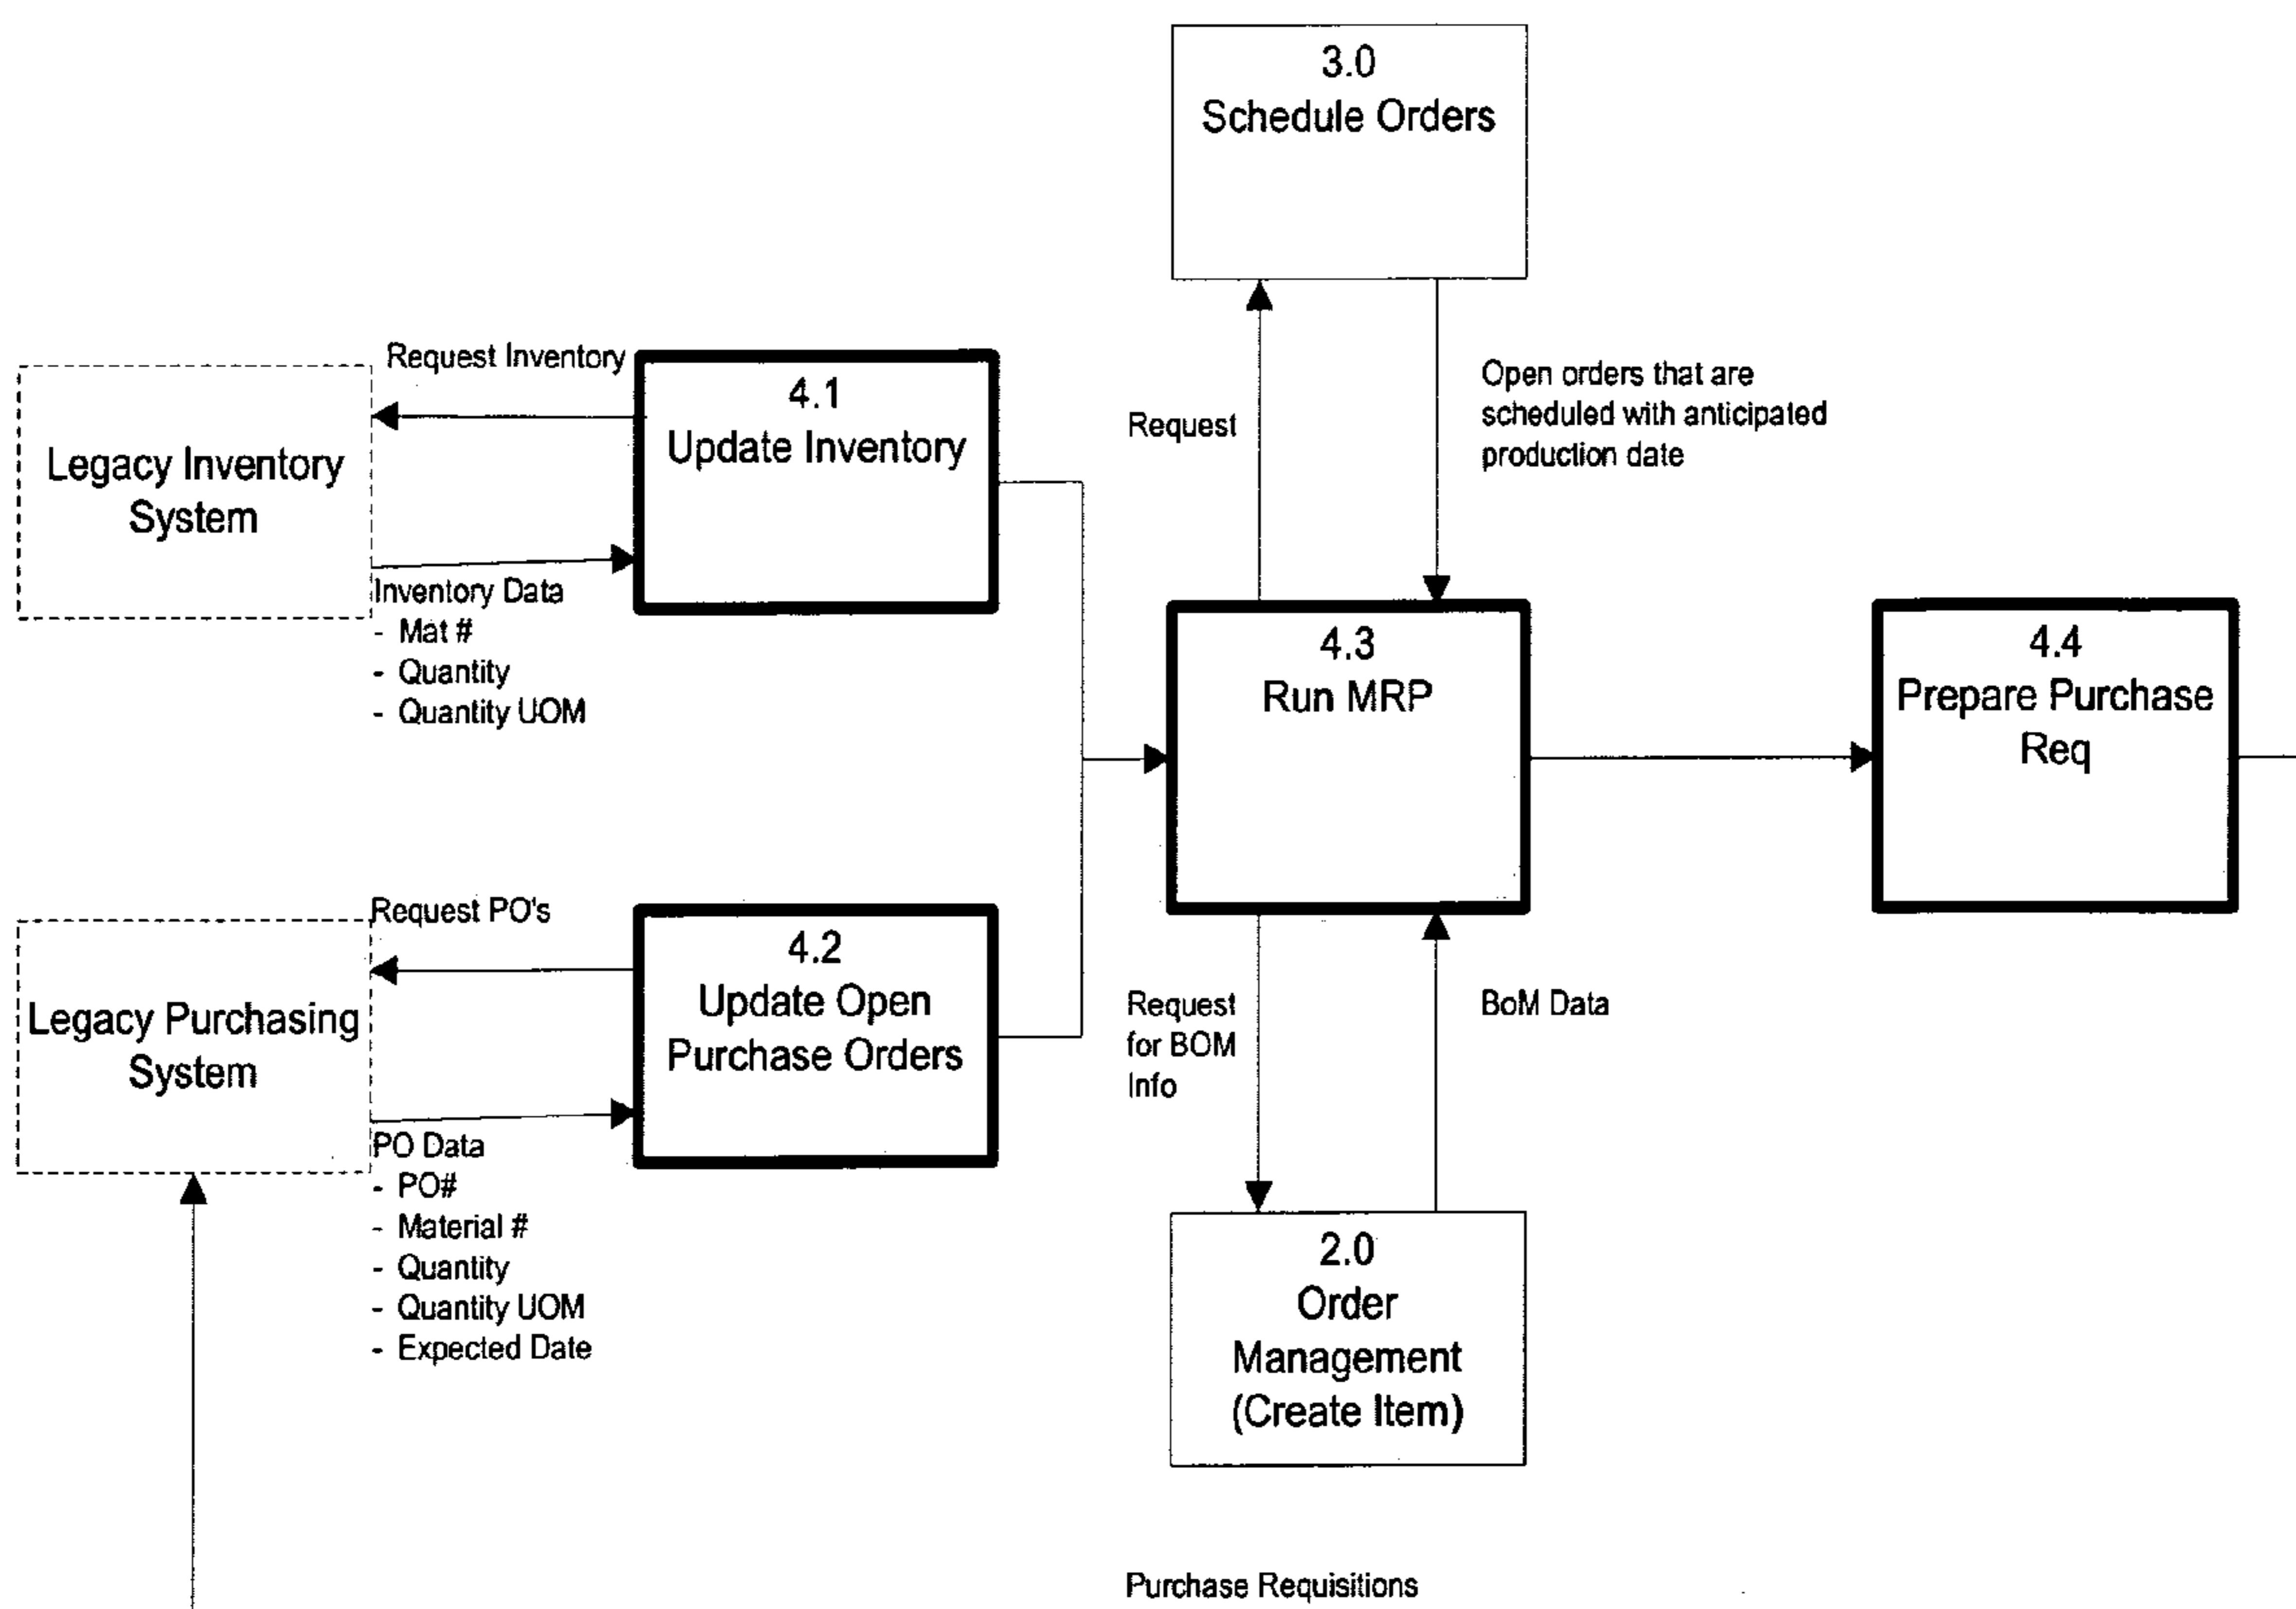 3.0
Schedule Orders
Request Inventory
4.1
Update Inventory
Legacy Inventory
System
Inventory Data
- Mat #
- Quantity
- Quantity UOM
Request
Open orders that are
scheduled with anticipated
production date
4.3
Run MRP
4.4
Prepare Purchase
Req
Request PO's
4.2
Update Open
Purchase Orders
Legacy Purchasing
System
PO Data
- PO#
- Material #
- Quantity
- Quantity UOM
- Expected Date
Request
for BOM
Info
BoM Data
2.0
Order
Management
(Create Item)
Purchase Requisitions